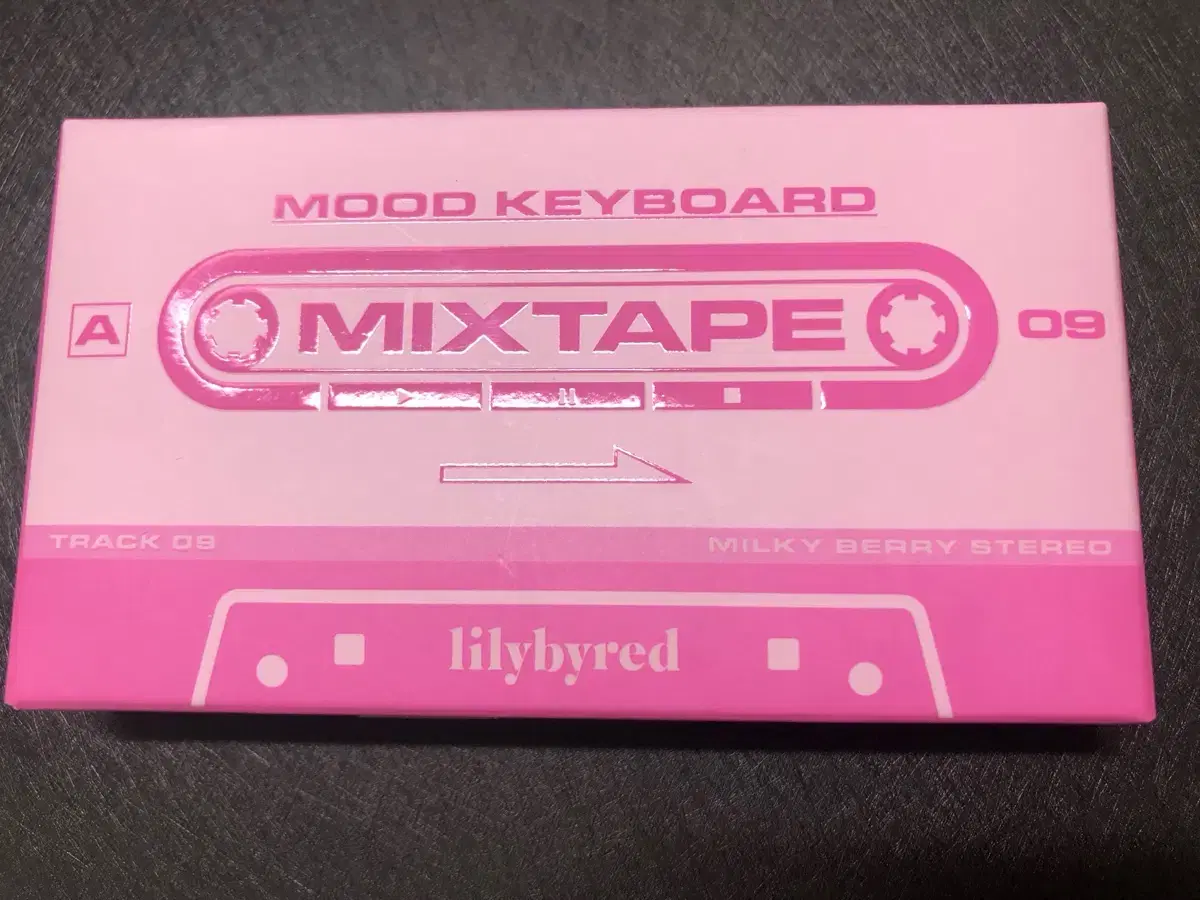 MOOD KEYBOARD
A
MIXTAPE
09
TRACK 09
MILKY BERRY STEREO
lilybyred